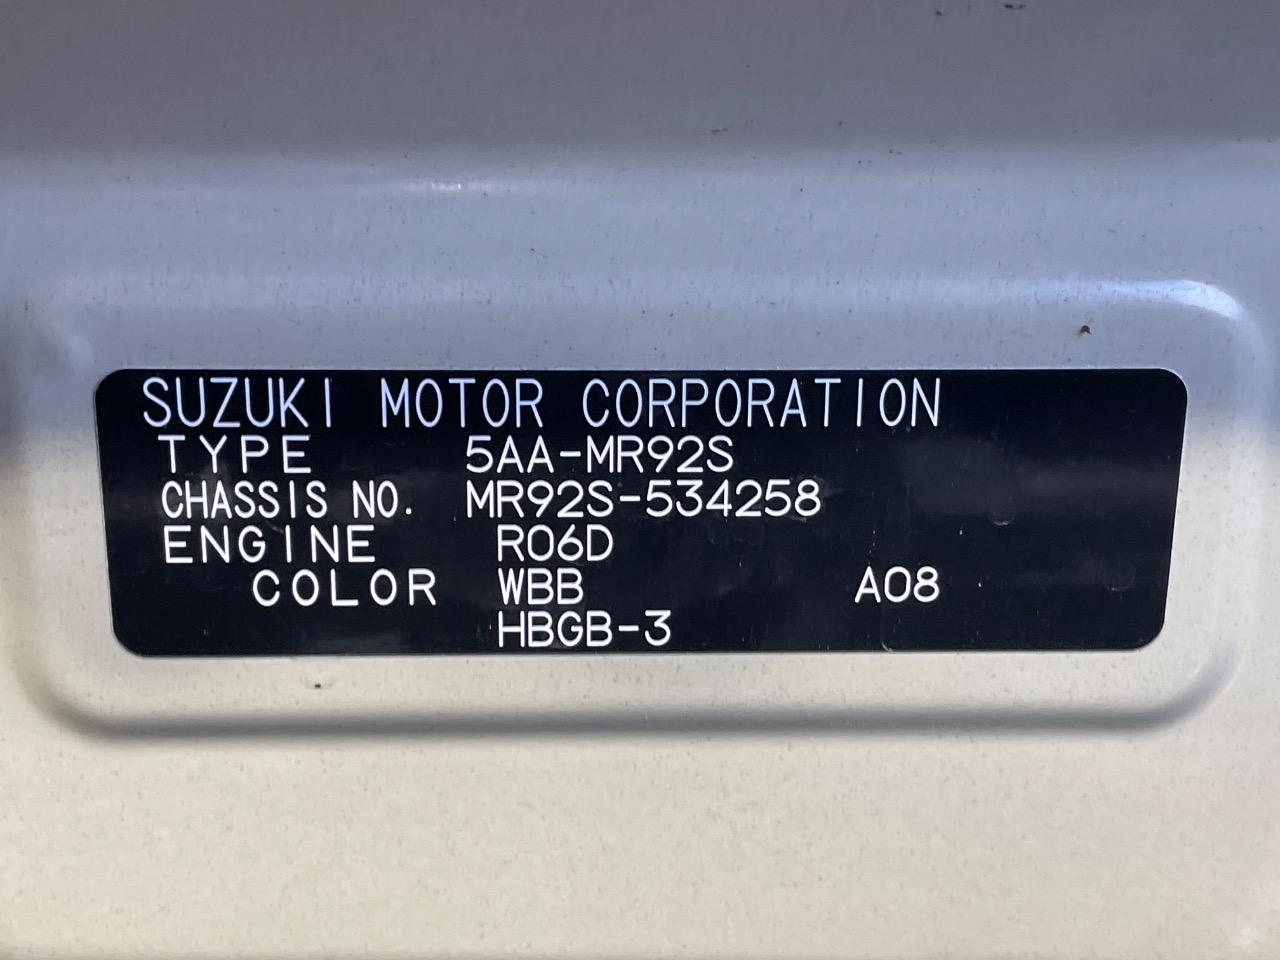 SUZUKI MOTOR CORPORATION
TYPE 5AA-MR92S
CHASSIS NO. MR92S-534258
ENGINE R06D
COLOR WBB A08
HBGB-3